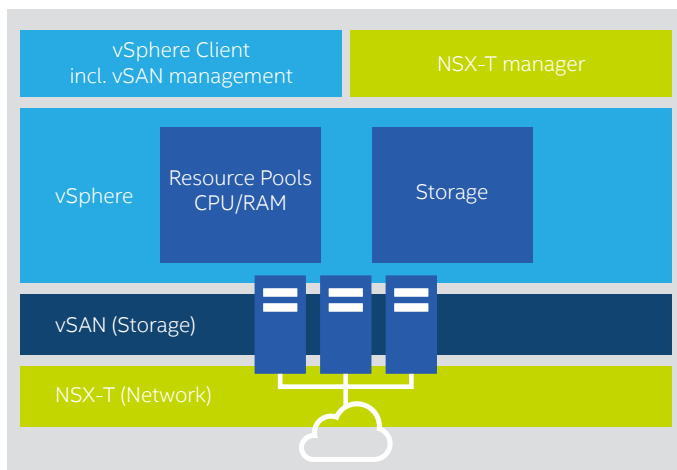 vSphere Client
incl. vSAN management
NSX-T manager
vSphere
Resource Pools
CPU/RAM
Storage
vSAN (Storage)
NSX-T (Network)